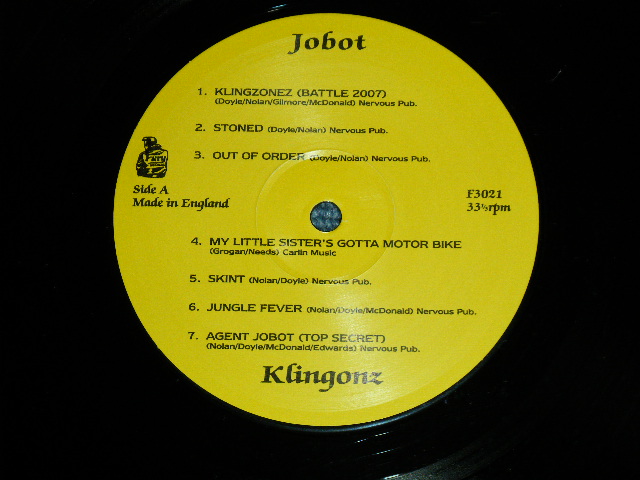 Jobot
1. KLINGZONEZ (BATTLE 2007)
(Doyle/Nolan/Gilmore/McDonald) Nervous Pub.
2. STONED (Doyle/Nolan) Nervous Pub.
3. OUT OF ORDER (Doyle/Nolan) Nervous Pub.
Fury
Side A
Made in England
F3021
33⅓rpm
4. MY LITTLE SISTER'S GOTTA MOTOR BIKE
(Grogan/Needs) Carlin Music
5. SKINT (Nolan/Doyle) Nervous Pub.
6. JUNGLE FEVER (Nolan/Doyle/McDonald) Nervous Pub.
7. AGENT JOBOT (TOP SECRET)
(Nolan/Doyle/McDonald/Edwards) Nervous Pub.
Klingonz